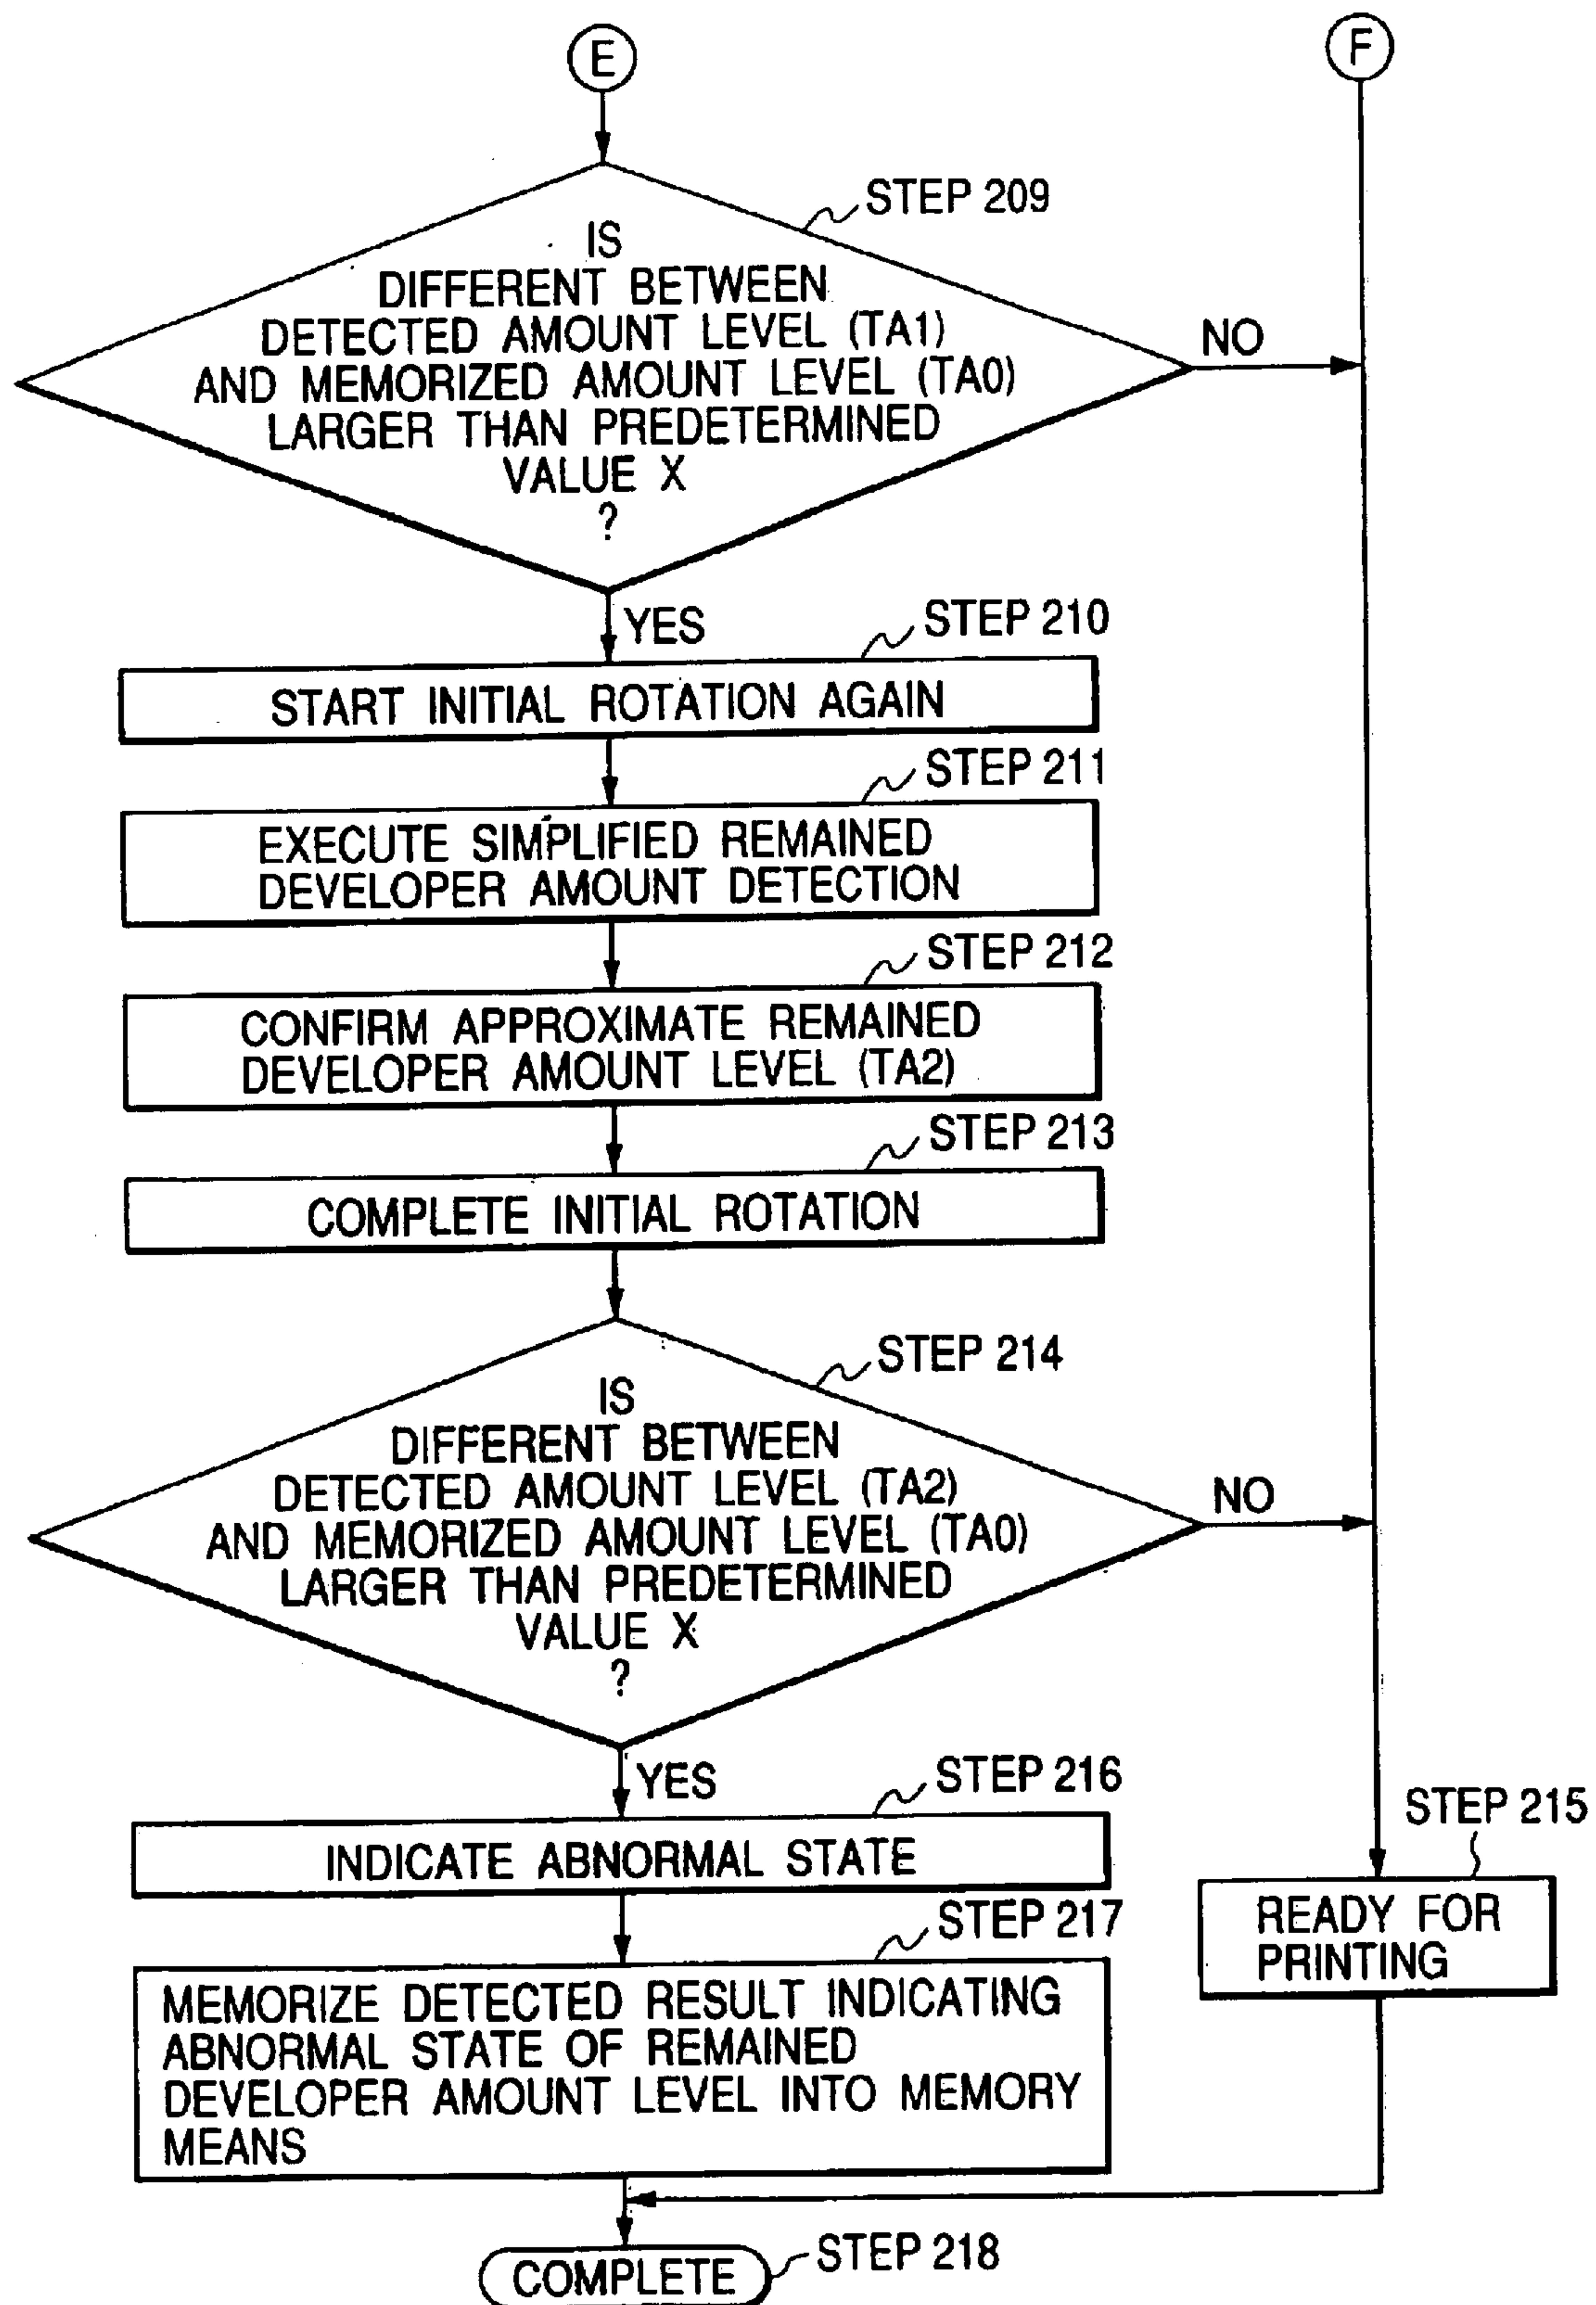 E
F
STEP 209
IS
DIFFERENT BETWEEN
DETECTED AMOUNT LEVEL (TA1)
AND MEMORIZED AMOUNT LEVEL (TA0)
LARGER THAN PREDETERMINED
VALUE X
?
NO
YES
STEP 210
START INITIAL ROTATION AGAIN
STEP 211
EXECUTE SIMPLIFIED REMAINED
DEVELOPER AMOUNT DETECTION
STEP 212
CONFIRM APPROXIMATE REMAINED
DEVELOPER AMOUNT LEVEL (TA2)
STEP 213
COMPLETE INITIAL ROTATION
STEP 214
IS
DIFFERENT BETWEEN
DETECTED AMOUNT LEVEL (TA2)
AND MEMORIZED AMOUNT LEVEL (TA0)
LARGER THAN PREDETERMINED
VALUE X
?
NO
YES
STEP 216
INDICATE ABNORMAL STATE
STEP 215
READY FOR
PRINTING
STEP 217
MEMORIZE DETECTED RESULT INDICATING
ABNORMAL STATE OF REMAINED
DEVELOPER AMOUNT LEVEL INTO MEMORY
MEANS
COMPLETE
STEP 218